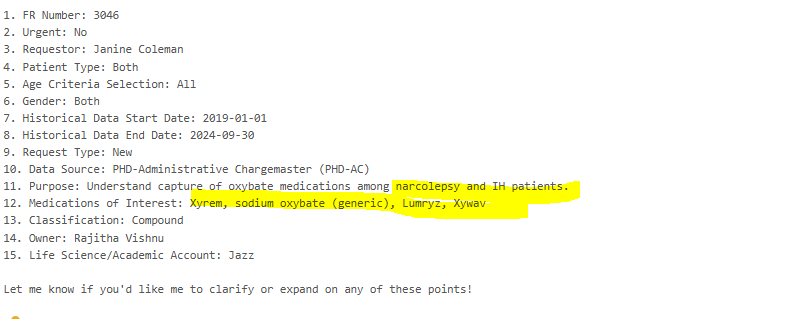 1. FR Number: 3046
2. Urgent: No
3. Requestor: Janine Coleman
4. Patient Type: Both
5. Age Criteria Selection: All
6. Gender: Both
7. Historical Data Start Date: 2019-01-01
8. Historical Data End Date: 2024-09-30
9. Request Type: New
10. Data Source: PHD-Administrative Chargemaster (PHD-AC)
11. Purpose: Understand capture of oxybate medications among narcolepsy and IH patients.
12. Medications of Interest: Xyrem, sodium oxybate (generic), Lumryz, Xywav
13. Classification: Compound
14. Owner: Rajitha Vishnu
15. Life Science/Academic Account: Jazz
Let me know if you'd like me to clarify or expand on any of these points!